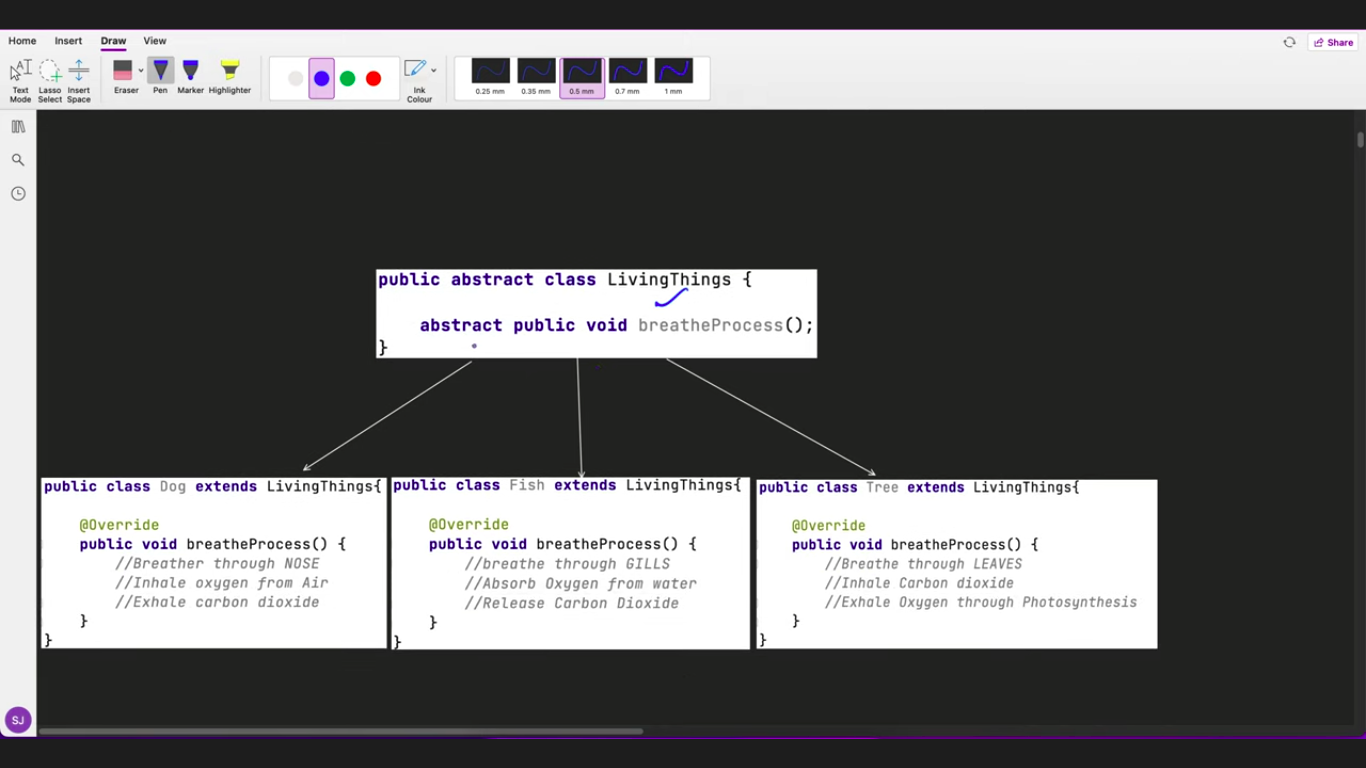 Home Insert Draw View
Share
Text Mode
Lasso Select
Insert Space
Eraser
Pen
Marker
Highlighter
Ink Colour
0.25 mm
0.35 mm
0.5 mm
0.7 mm
1 mm
public abstract class LivingThings {
abstract public void breatheProcess();
}
public class Dog extends LivingThings{
@Override
public void breatheProcess() {
//Breather through NOSE
//Inhale oxygen from Air
//Exhale carbon dioxide
}
}
public class Fish extends LivingThings{
@Override
public void breatheProcess() {
//breathe through GILLS
//Absorb Oxygen from water
//Release Carbon Dioxide
}
}
public class Tree extends LivingThings{
@Override
public void breatheProcess() {
//Breathe through LEAVES
//Inhale Carbon dioxide
//Exhale Oxygen through Photosynthesis
}
}
SJ